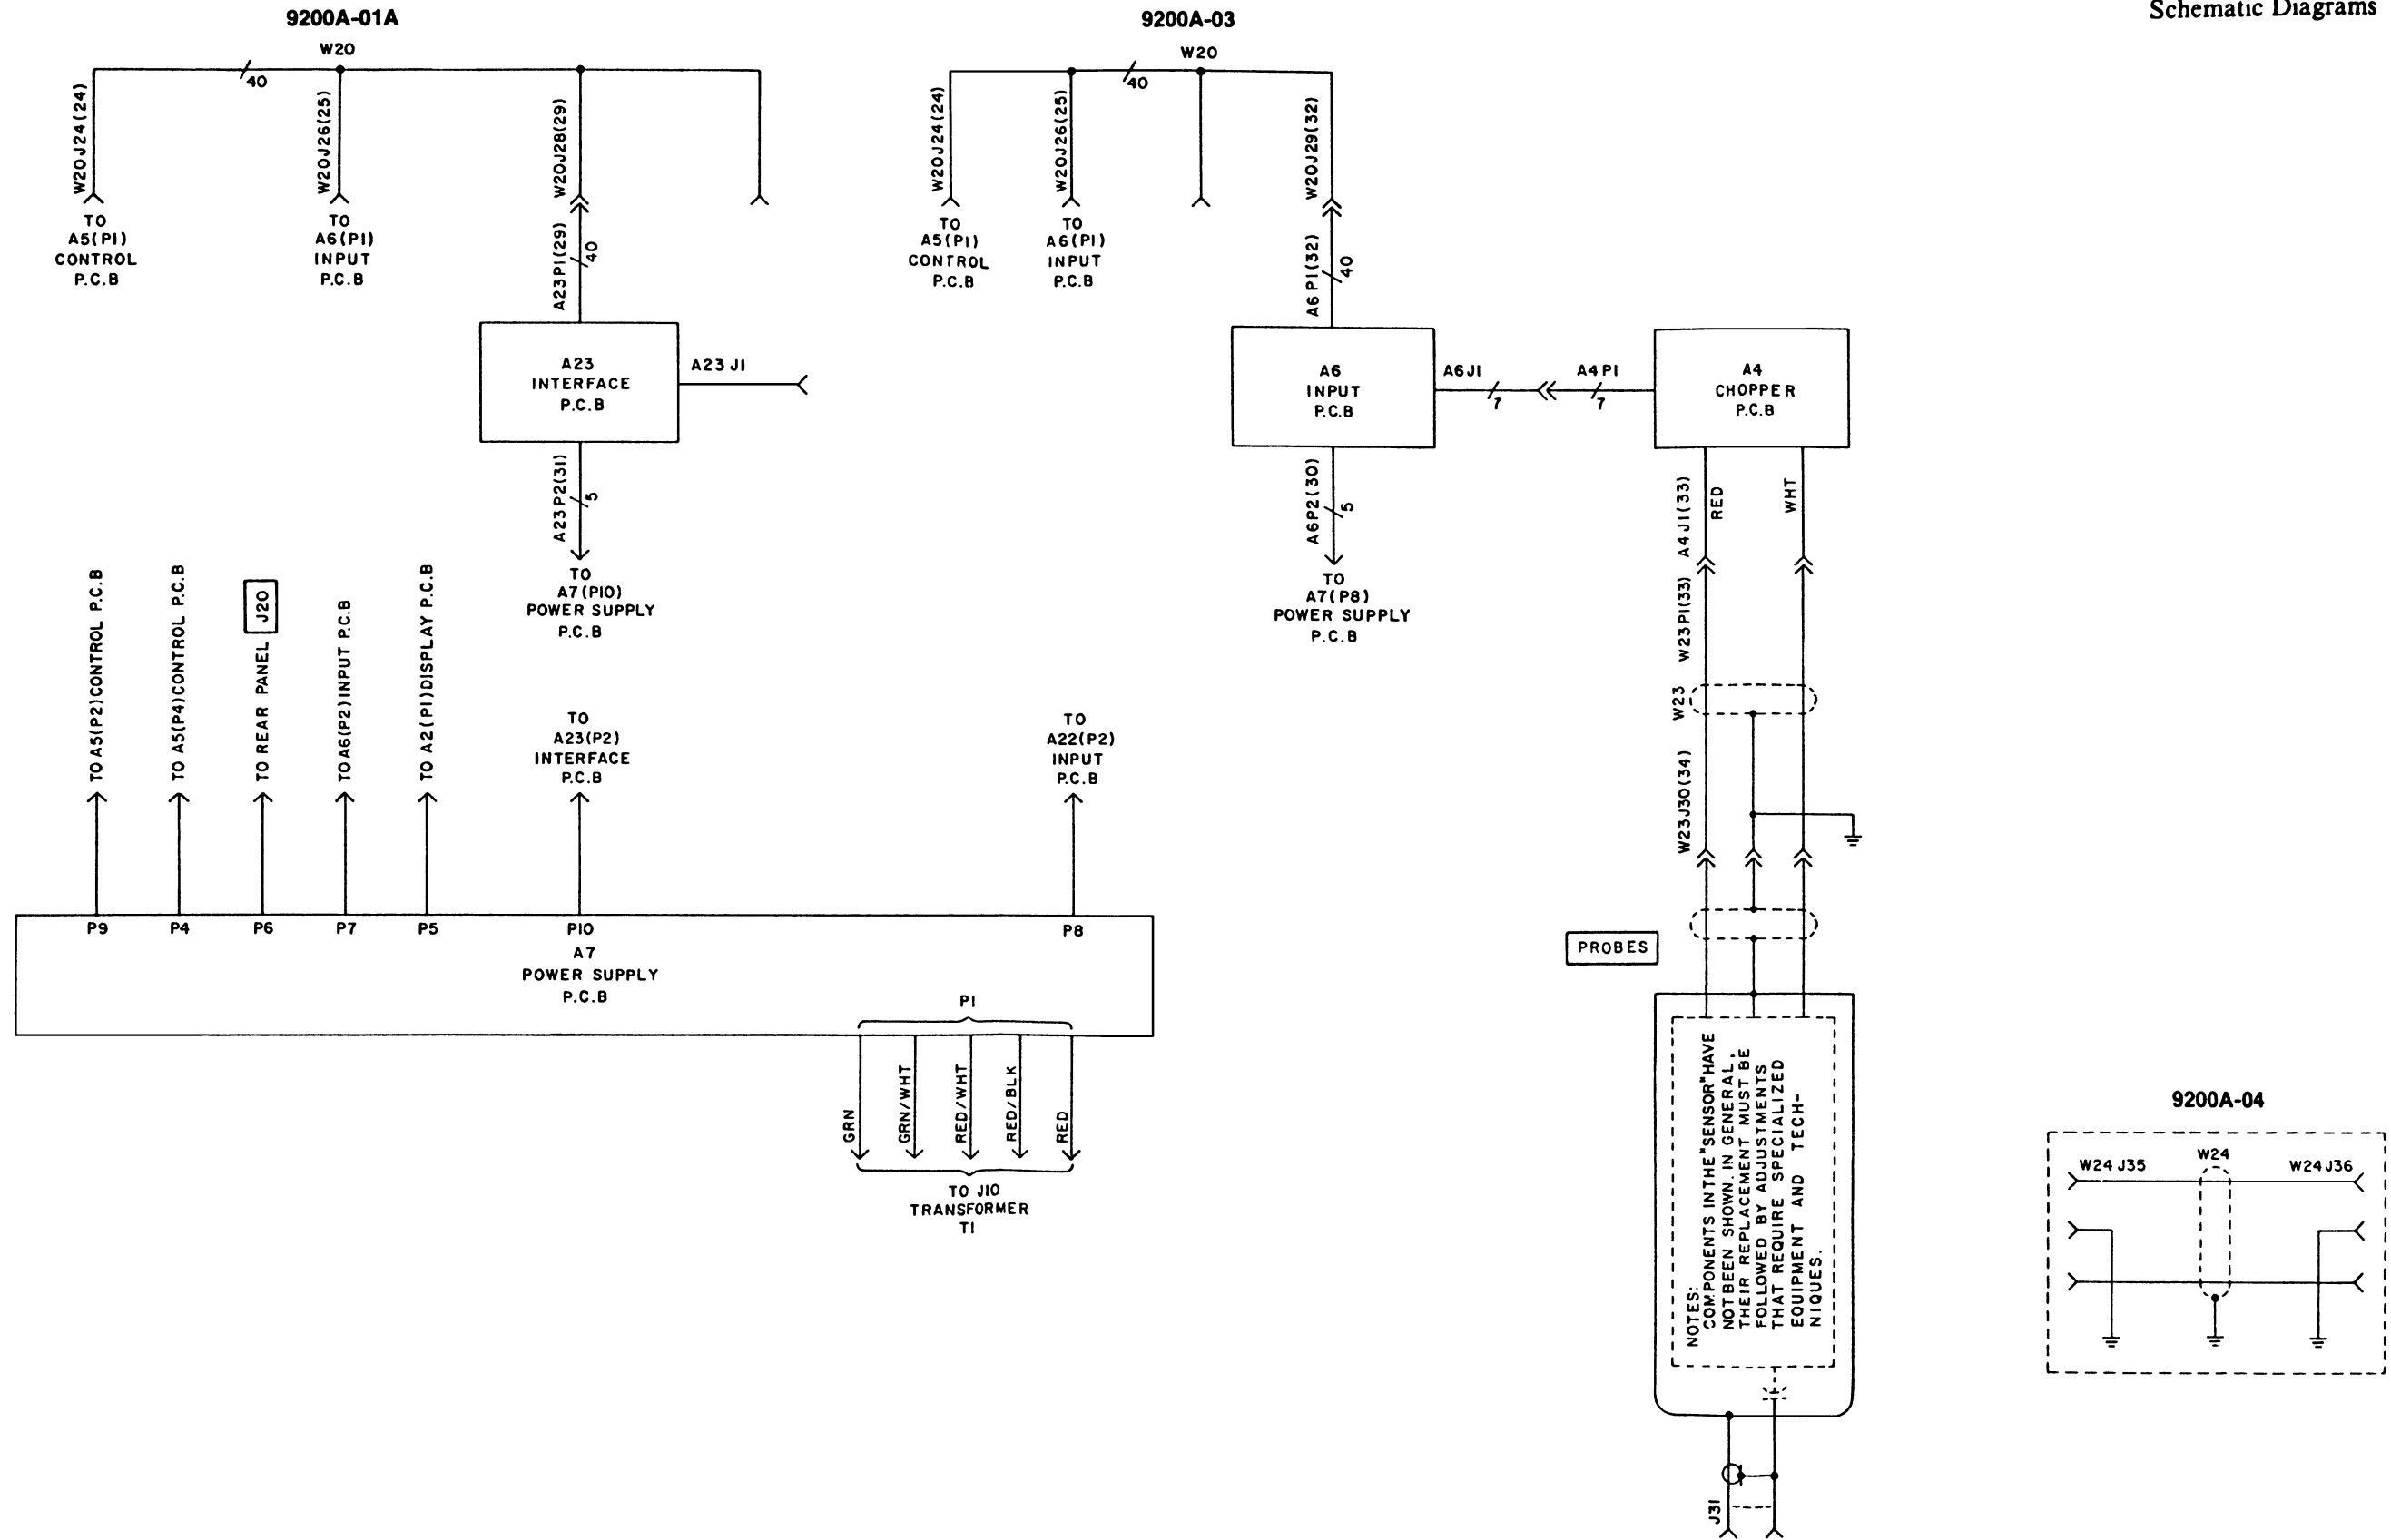 Schematic Diagrams
9200A-01A
W20
40
W20J24(24)
W20J26(25)
W20J28(29)
TO
A5(P1)
CONTROL
P.C.B
TO
A6(P1)
INPUT
P.C.B
A23P1(29)
40
A23
INTERFACE
P.C.B
A23 J1
A23P2(31)
5
TO
A7(P10)
POWER SUPPLY
P.C.B
9200A-03
W20
40
W20J24(24)
W20J26(25)
W20J29(32)
TO
A5(P1)
CONTROL
P.C.B
TO
A6(P1)
INPUT
P.C.B
A6P1(32)
40
A6
INPUT
P.C.B
A6J1
7
A4P1
7
A4
CHOPPER
P.C.B
A6P2(30)
5
TO
A7(P8)
POWER SUPPLY
P.C.B
A4J1(33)
RED
WHT
W23P1(33)
W23
W23J30(34)
TO A5(P2)CONTROL P.C.B
TO A5(P4)CONTROL P.C.B
TO REAR PANEL J20
TO A6(P2)INPUT P.C.B
TO A2(P1)DISPLAY P.C.B
TO
A23(P2)
INTERFACE
P.C.B
TO
A22(P2)
INPUT
P.C.B
P9
P4
P6
P7
P5
P10
P8
A7
POWER SUPPLY
P.C.B
P1
GRN
GRN/WHT
RED/WHT
RED/BLK
RED
TO J10
TRANSFORMER
T1
PROBES
NOTES:
COMPONENTS IN THE "SENSOR" HAVE
NOT BEEN SHOWN. IN GENERAL,
THEIR REPLACEMENT MUST BE
FOLLOWED BY ADJUSTMENTS
THAT REQUIRE SPECIALIZED
EQUIPMENT AND TECH-
NIQUES.
J31
9200A-04
W24 J35
W24
W24J36